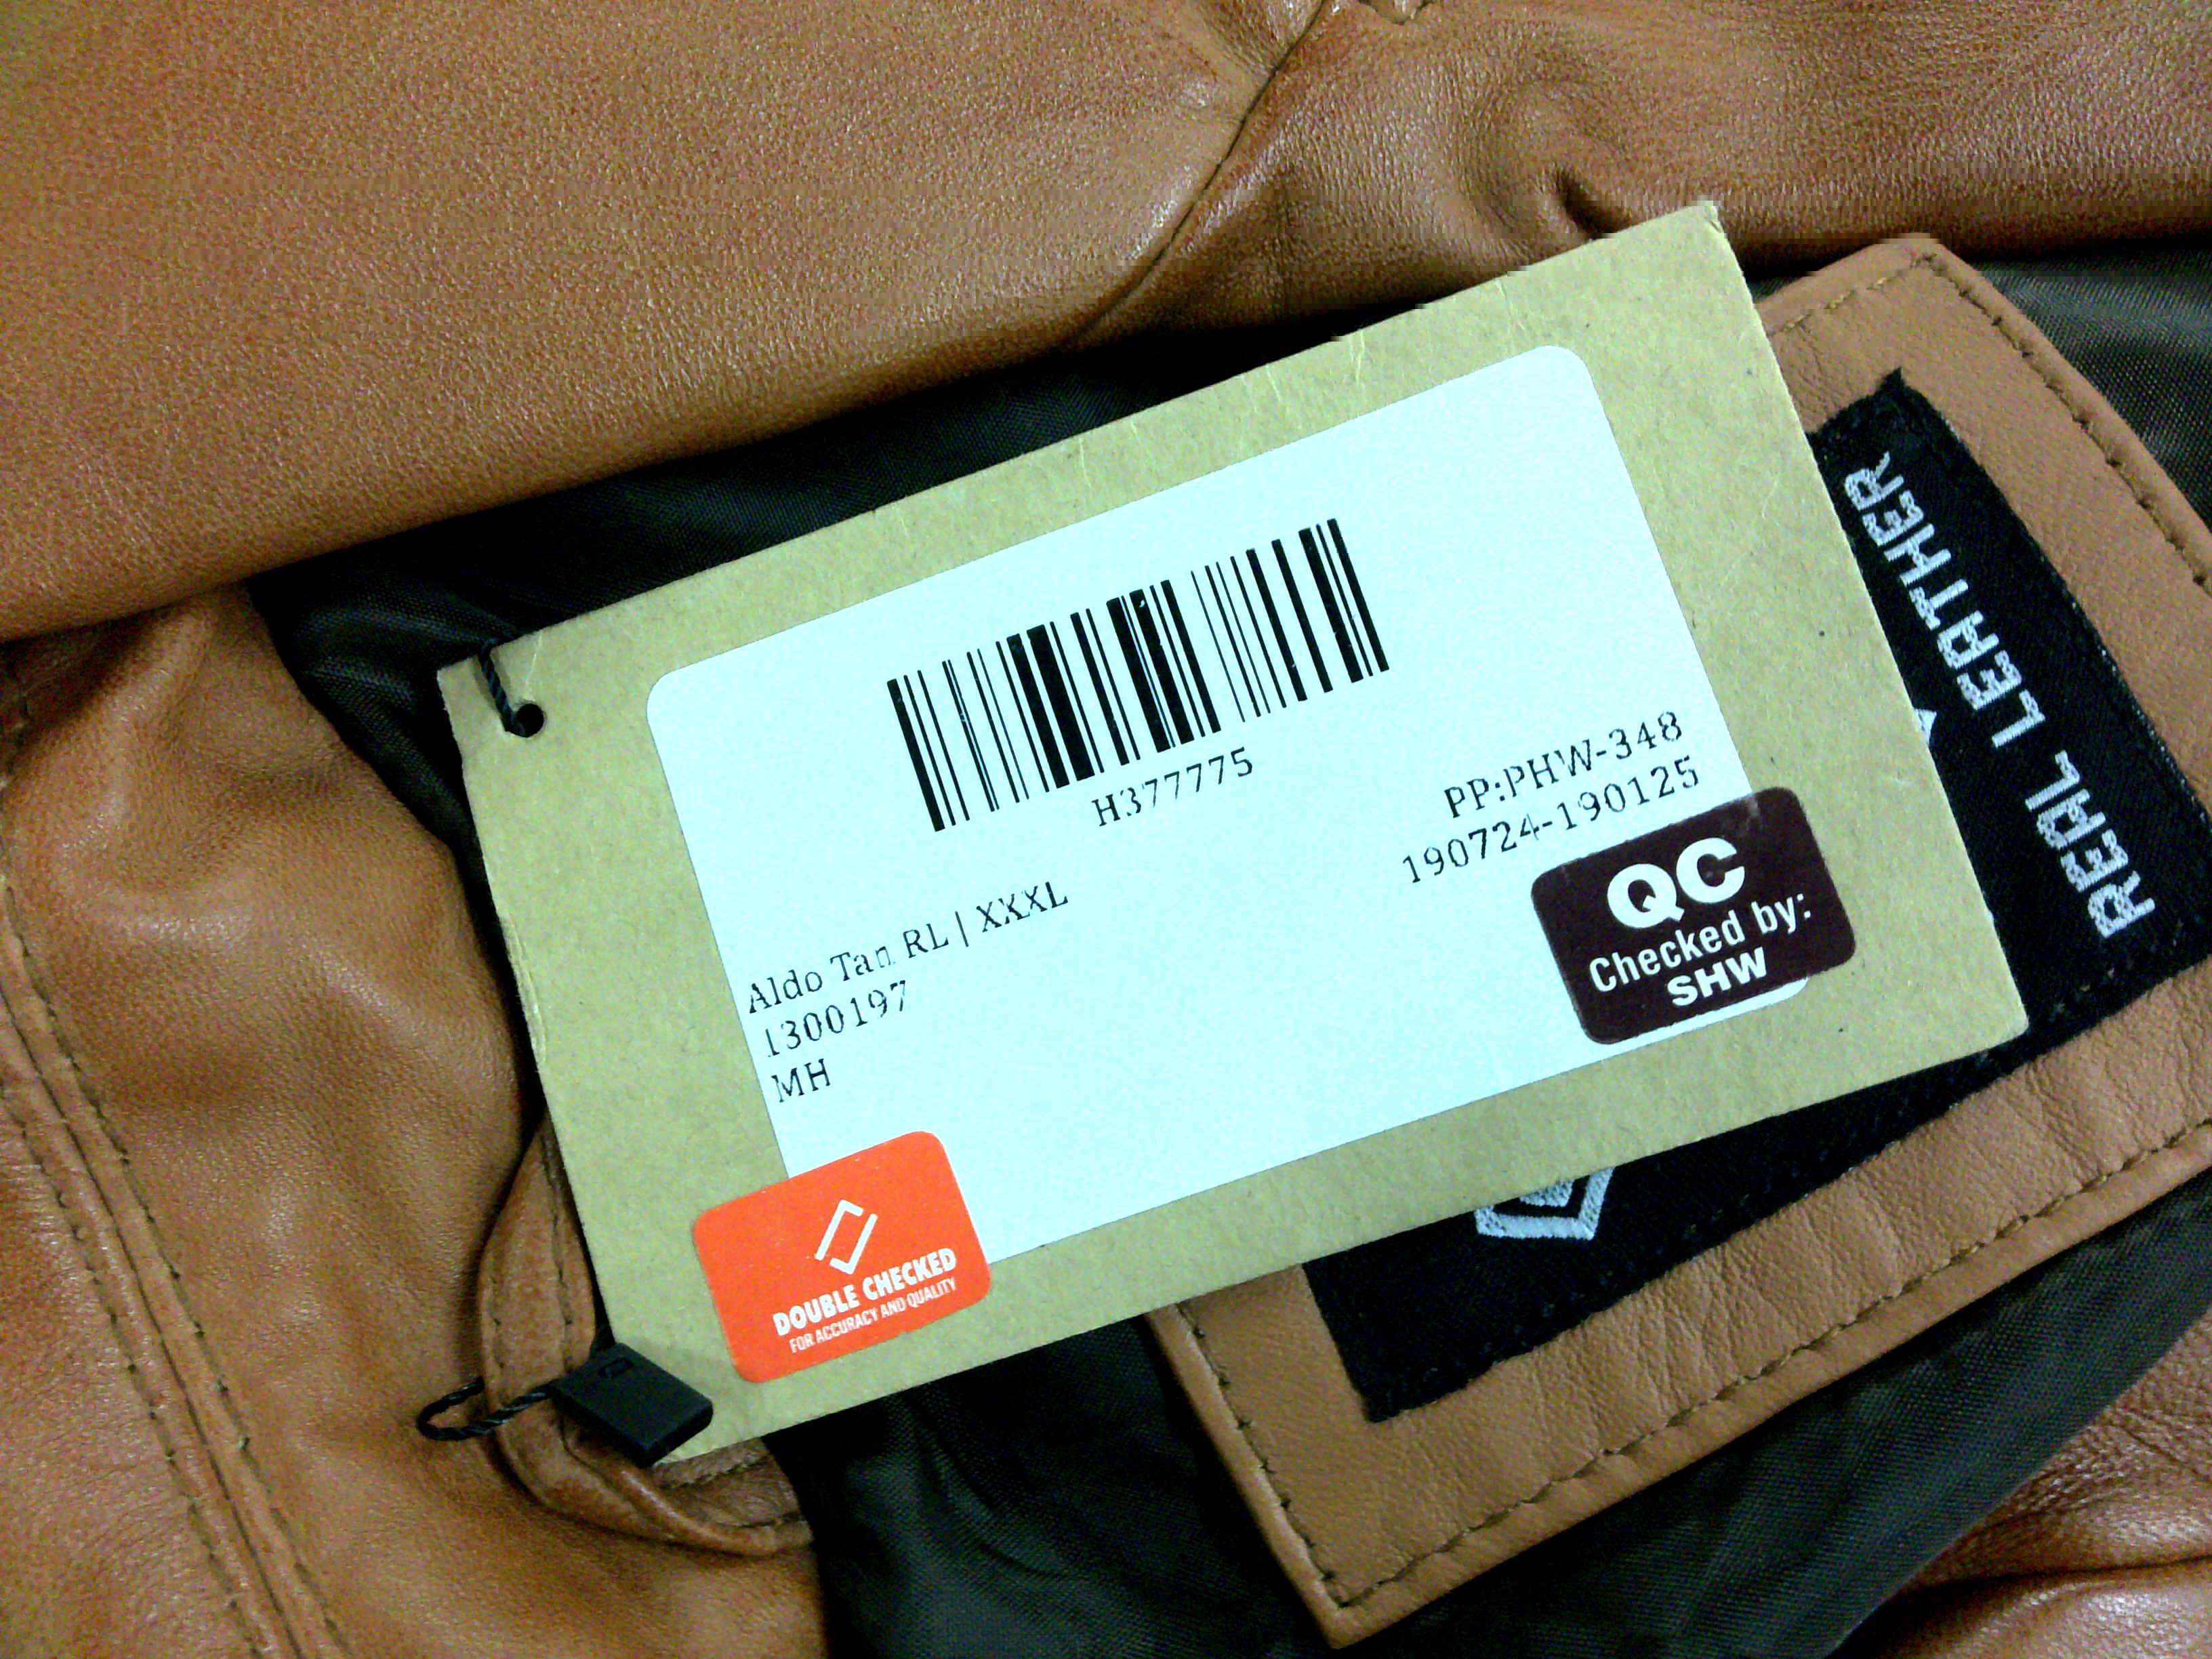 H377775
PP:PHW-348
190724-190125
Aldo Tan RL | XXXL
1300197
MH
QC
Checked by:
SHW
DOUBLE CHECKED
FOR ACCURACY AND QUALITY
REAL LEATHER